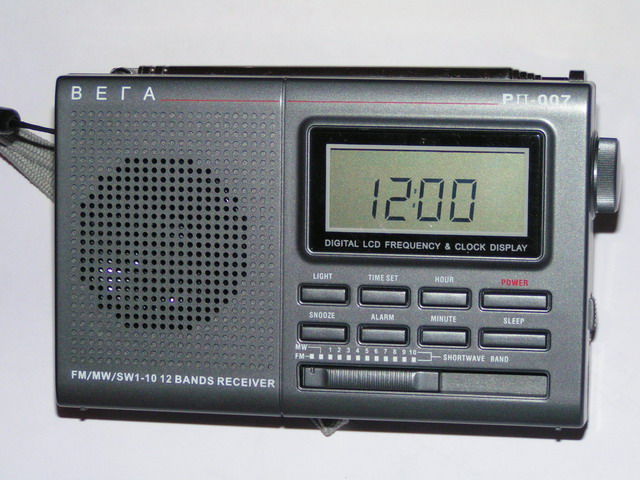 ВЕГА
РП-007
12:00
DIGITAL LCD FREQUENCY & CLOCK DISPLAY
LIGHT TIME SET HOUR POWER
SNOOZE ALARM MINUTE SLEEP
MW 1 2 3 4 5 6 7 8 9 10
FM SHORTWAVE BAND
FM/MW/SW1-10 12 BANDS RECEIVER